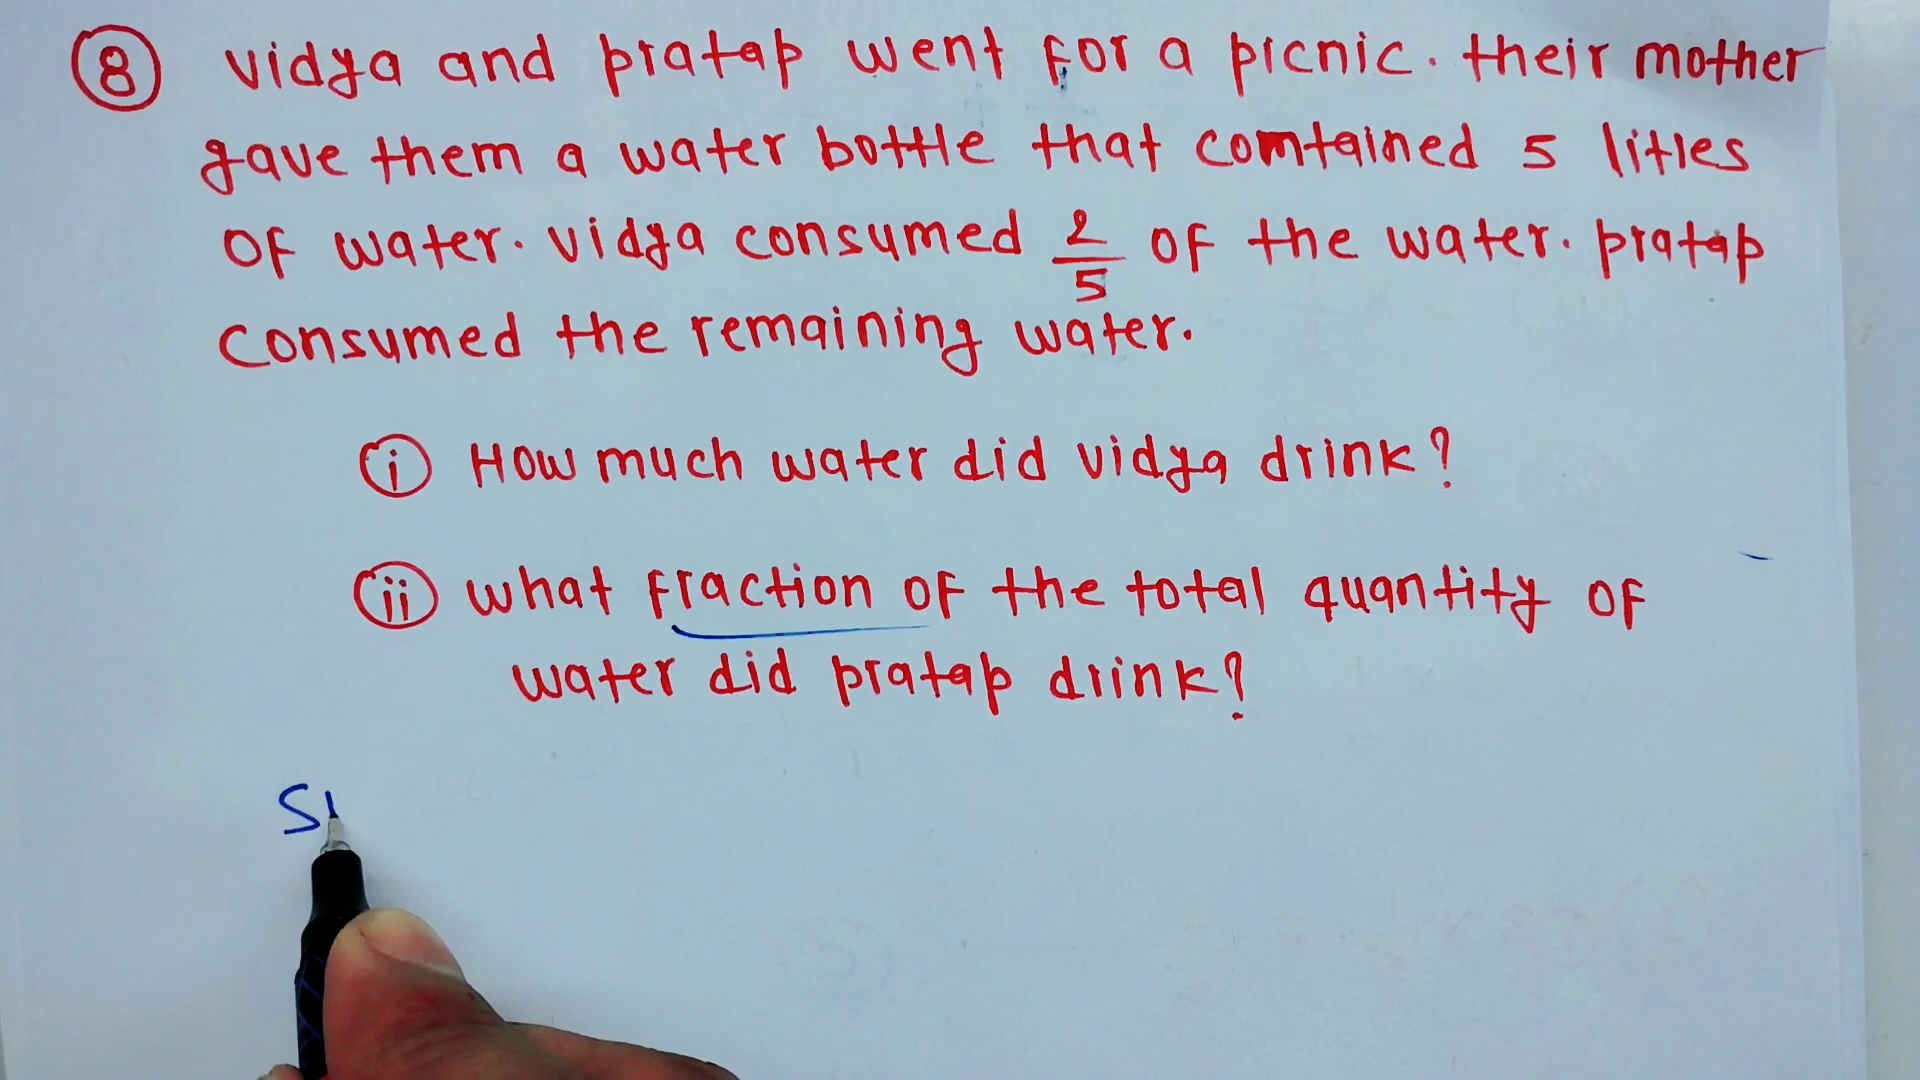 8 vidya and pratap went for a picnic. their mother
gave them a water bottle that comtained 5 litres
of water. vidya consumed 2/5 of the water. pratap
consumed the remaining water.
i How much water did vidya drink?
ii what fraction of the total quantity of
water did pratap drink?